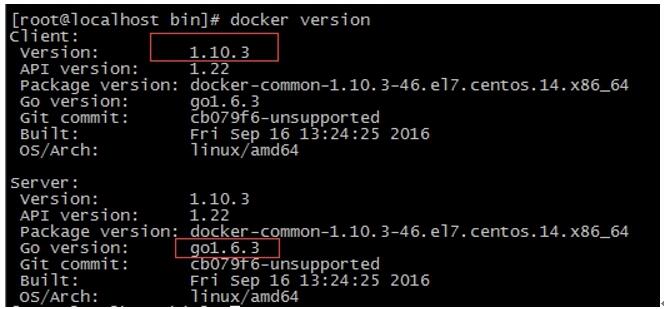 [root@localhost bin]# docker version
Client:
Version: 1.10.3
API version: 1.22
Package version: docker-common-1.10.3-46.el7.centos.14.x86_64
Go version: go1.6.3
Git commit: cb079f6-unsupported
Built: Fri Sep 16 13:24:25 2016
OS/Arch: linux/amd64
Server:
Version: 1.10.3
API version: 1.22
Package version: docker-common-1.10.3-46.el7.centos.14.x86_64
Go version: go1.6.3
Git commit: cb079f6-unsupported
Built: Fri Sep 16 13:24:25 2016
OS/Arch: linux/amd64